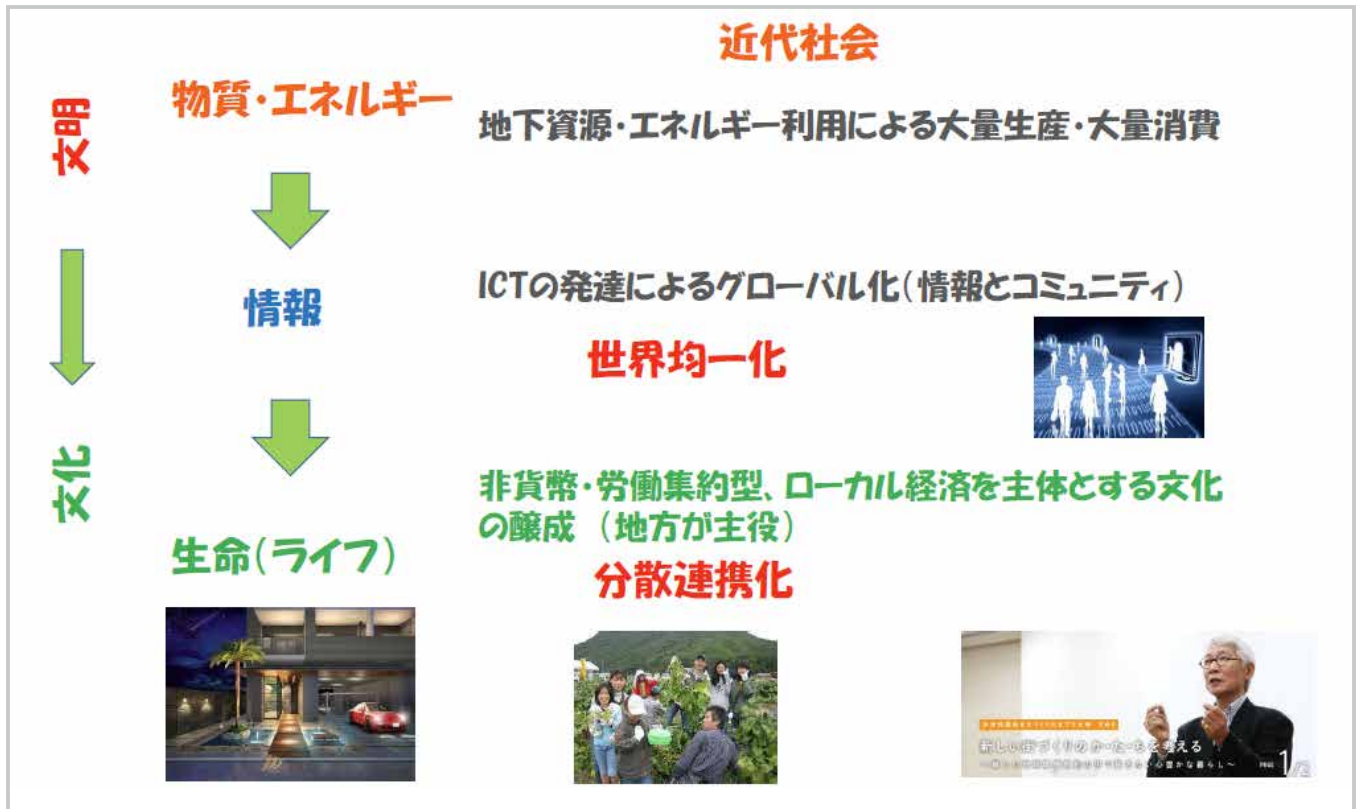 近代社会
文明
物質・エネルギー
地下資源・エネルギー利用による大量生産・大量消費
情報
ICTの発達によるグローバル化(情報とコミュニティ)
世界均一化
文化
非貨幣・労働集約型、ローカル経済を主体とする文化
の醸成 (地方が主役)
生命(ライフ)
分散連携化
新しい街づくりのか・た・ちを考える
PAGE 1/2